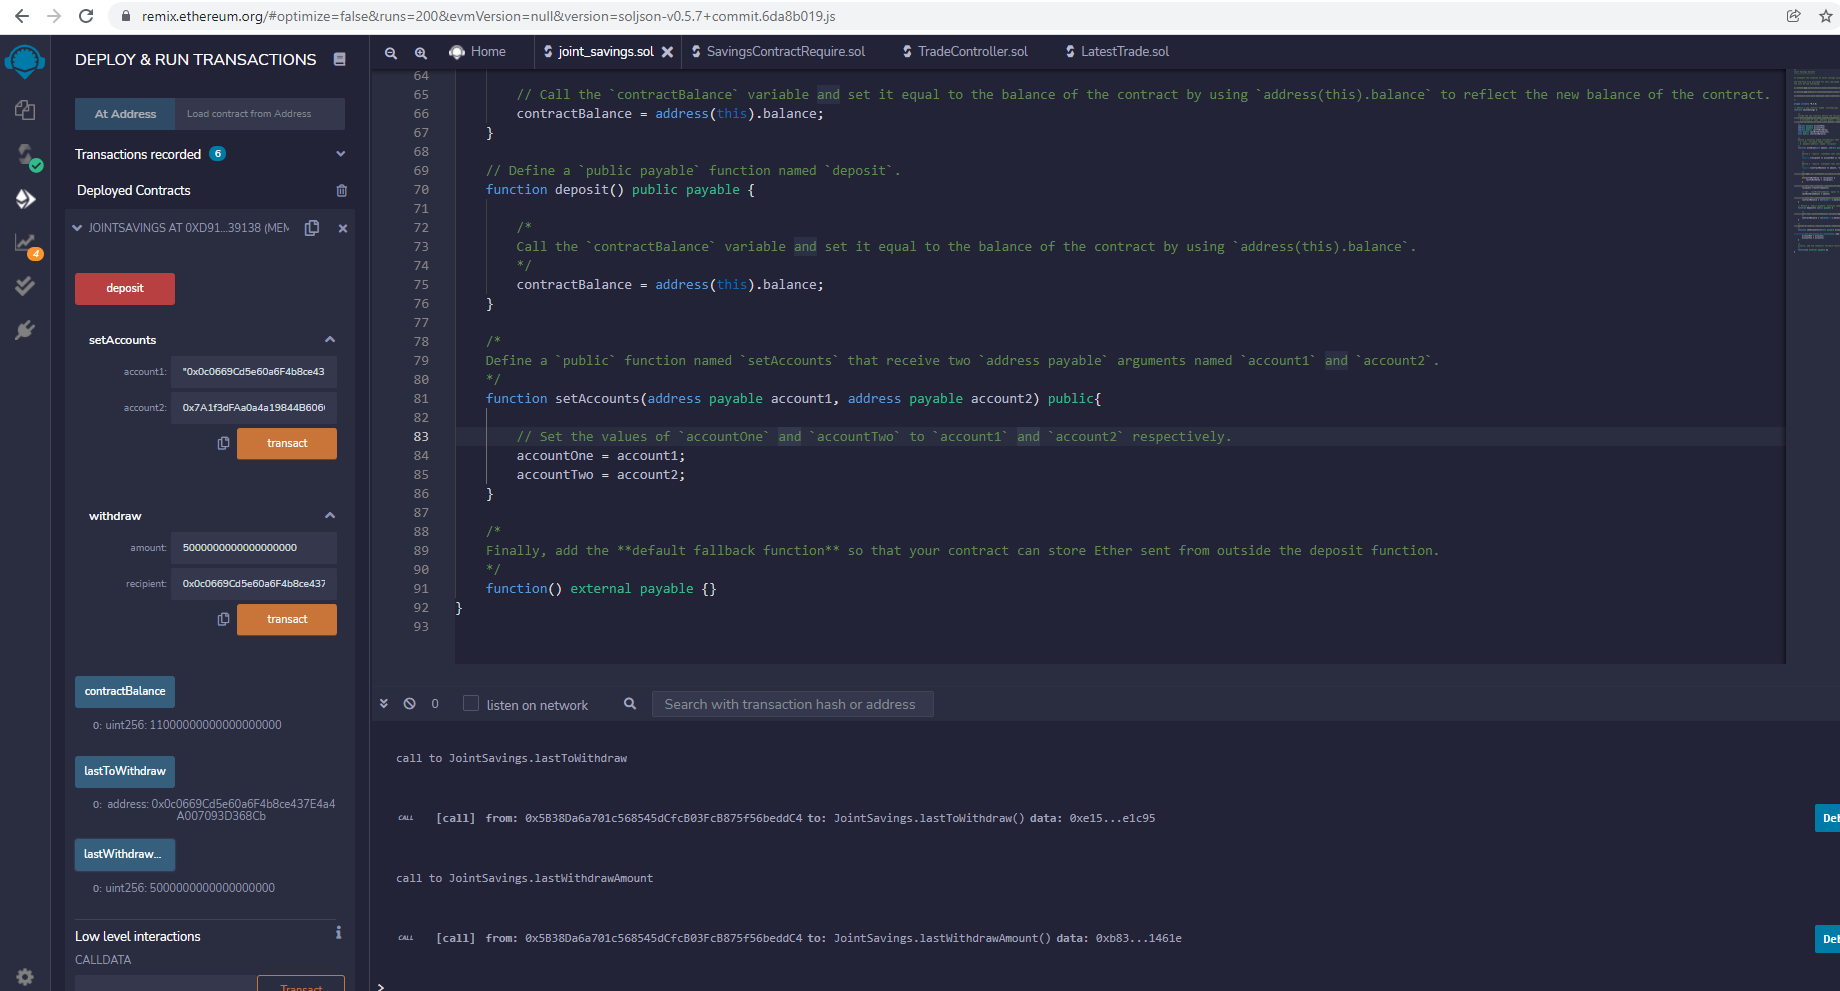 remix.ethereum.org/#optimize=false&runs=200&evmVersion=null&version=soljson-v0.5.7+commit.6da8b019.js
DEPLOY & RUN TRANSACTIONS
At Address
Load contract from Address
Transactions recorded 6
Deployed Contracts
JOINTSAVINGS AT 0XD91...39138 (MEM
4
deposit
setAccounts
account1: "0x0c0669Cd5e60a6F4b8ce43
account2: 0x7A1f3dFAa0a4a19844B606
transact
withdraw
amount: 5000000000000000000
recipient: 0x0c0669Cd5e60a6F4b8ce437
transact
contractBalance
0: uint256: 11000000000000000000
lastToWithdraw
0: address: 0x0c0669Cd5e60a6F4b8ce437E4a4
A007093D368Cb
lastWithdraw...
0: uint256: 5000000000000000000
Low level interactions
CALLDATA
Transact
Home
joint_savings.sol
SavingsContractRequire.sol
TradeController.sol
LatestTrade.sol
64
65 // Call the `contractBalance` variable and set it equal to the balance of the contract by using `address(this).balance` to reflect the new balance of the contract.
66 contractBalance = address(this).balance;
67 }
68
69 // Define a `public payable` function named `deposit`.
70 function deposit() public payable {
71
72 /*
73 Call the `contractBalance` variable and set it equal to the balance of the contract by using `address(this).balance`.
74 */
75 contractBalance = address(this).balance;
76 }
77
78 /*
79 Define a `public` function named `setAccounts` that receive two `address payable` arguments named `account1` and `account2`.
80 */
81 function setAccounts(address payable account1, address payable account2) public{
82
83 // Set the values of `accountOne` and `accountTwo` to `account1` and `account2` respectively.
84 accountOne = account1;
85 accountTwo = account2;
86 }
87
88 /*
89 Finally, add the **default fallback function** so that your contract can store Ether sent from outside the deposit function.
90 */
91 function() external payable {}
92 }
93
0
listen on network
Search with transaction hash or address
call to JointSavings.lastToWithdraw
CALL [call] from: 0x5B38Da6a701c568545dCfcB03FcB875f56beddC4 to: JointSavings.lastToWithdraw() data: 0xe15...e1c95
Deb
call to JointSavings.lastWithdrawAmount
CALL [call] from: 0x5B38Da6a701c568545dCfcB03FcB875f56beddC4 to: JointSavings.lastWithdrawAmount() data: 0xb83...1461e
Deb
>